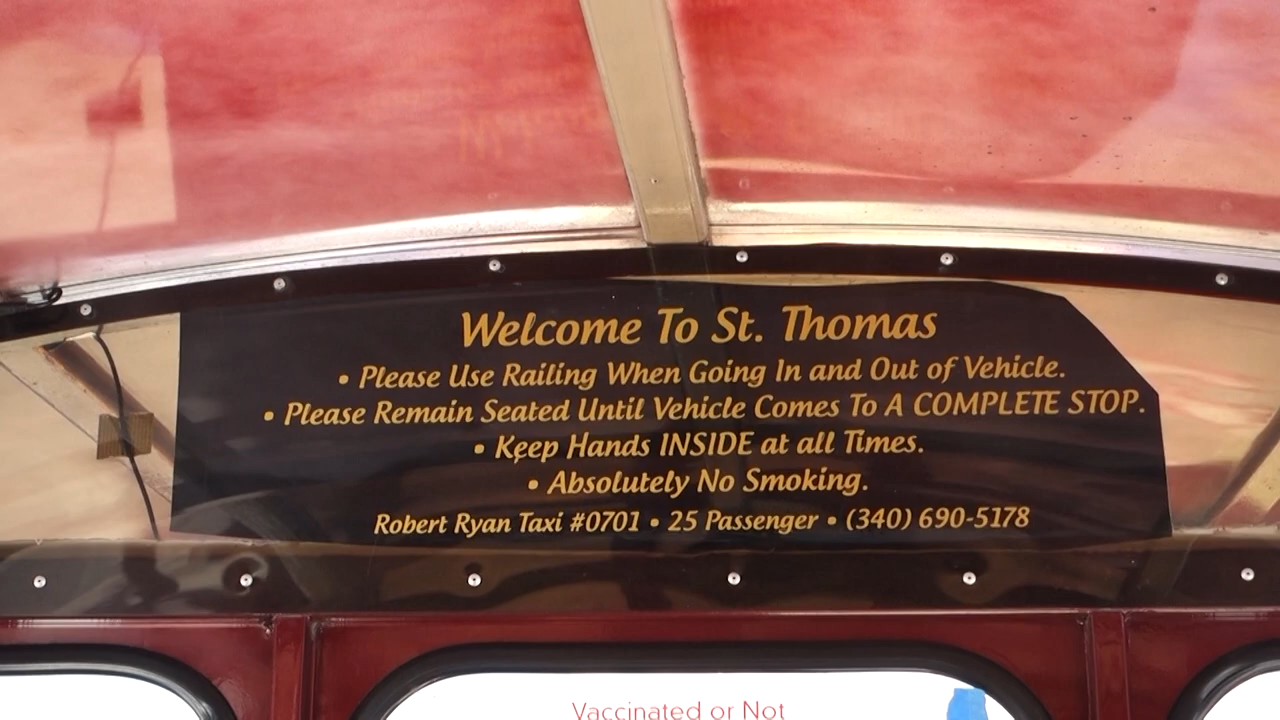 Welcome To St. Thomas
• Please Use Railing When Going In and Out of Vehicle.
• Please Remain Seated Until Vehicle Comes To A COMPLETE STOP.
• Keep Hands INSIDE at all Times.
• Absolutely No Smoking.
Robert Ryan Taxi #0701 • 25 Passenger • (340) 690-5178
Vaccinated or Not